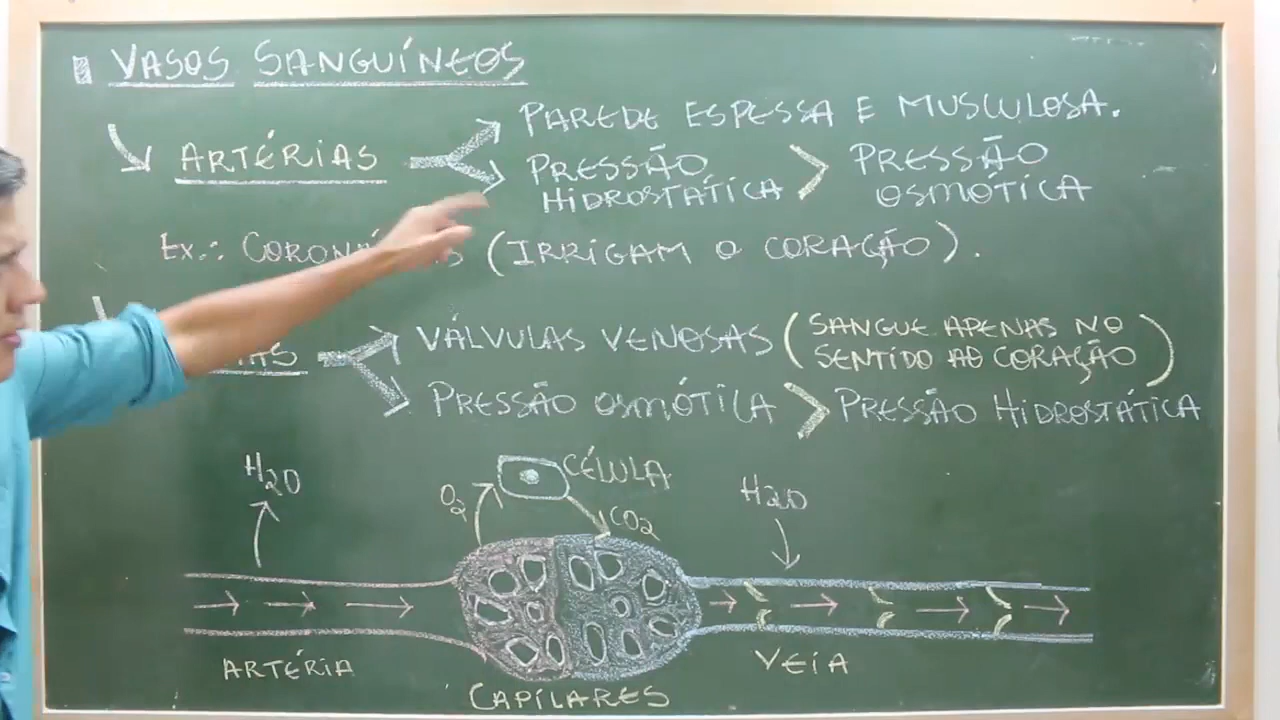 VASOS SANGUÍNEOS
ARTÉRIAS
PAREDE ESPESSA E MUSCULOSA.
PRESSÃO HIDROSTÁTICA > PRESSÃO OSMÓTICA
Ex.: (IRRIGAM O CORAÇÃO).
VÁLVULAS VENOSAS (SANGUE APENAS NO SENTIDO AO CORAÇÃO)
PRESSÃO OSMÓTICA > PRESSÃO HIDROSTÁTICA
H2O
O2
CÉLULA
CO2
H2O
ARTÉRIA
CAPILARES
VEIA